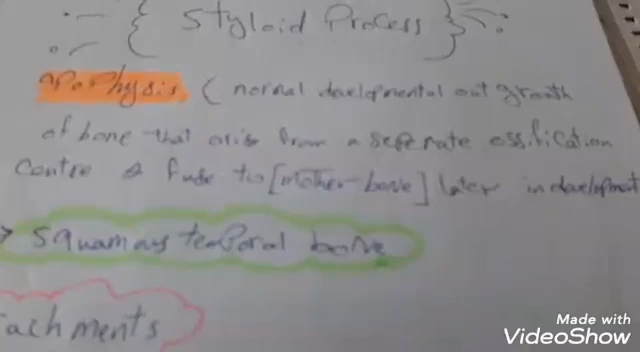 { Styloid Process }
apophysis, ( normal developmental out growth
of bone that arise from a seperate ossification
Centre & fuse to [mother-bone] later in development
→ squamous temporal bone
achments
Made with
VideoShow